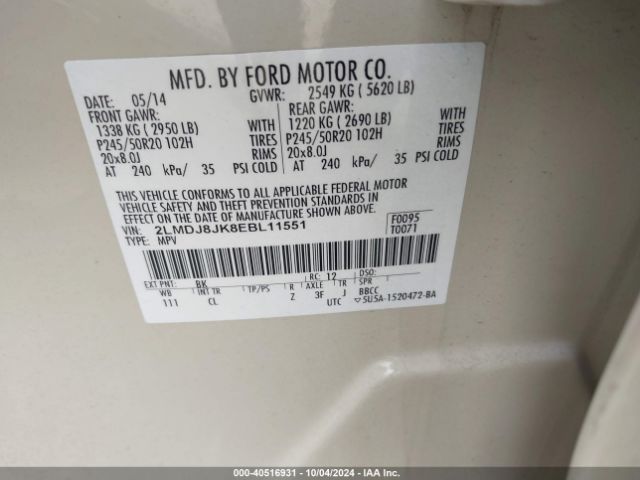 MFD. BY FORD MOTOR CO.
DATE: 05/14 GVWR: 2549 KG ( 5620 LB)
FRONT GAWR: REAR GAWR:
1338 KG ( 2950 LB) WITH 1220 KG ( 2690 LB) WITH
P245/50R20 102H TIRES P245/50R20 102H TIRES
20x8.0J RIMS 20x8.0J RIMS
AT 240 kPa/ 35 PSI COLD AT 240 kPa/ 35 PSI COLD
THIS VEHICLE CONFORMS TO ALL APPLICABLE FEDERAL MOTOR
VEHICLE SAFETY AND THEFT PREVENTION STANDARDS IN
EFFECT ON THE DATE OF MANUFACTURE SHOWN ABOVE.
VIN: 2LMDJ8JK8EBL11551 F0095
TYPE: MPV T0071
EXT PNT: BK RC: 12 DSO:
WB INT TR TP/PS R AXLE TR SPR
111 CL Z 3F J BBCC
UTC 5U5A-1520472-BA
000-40516931 - 10/04/2024 - IAAI.COM